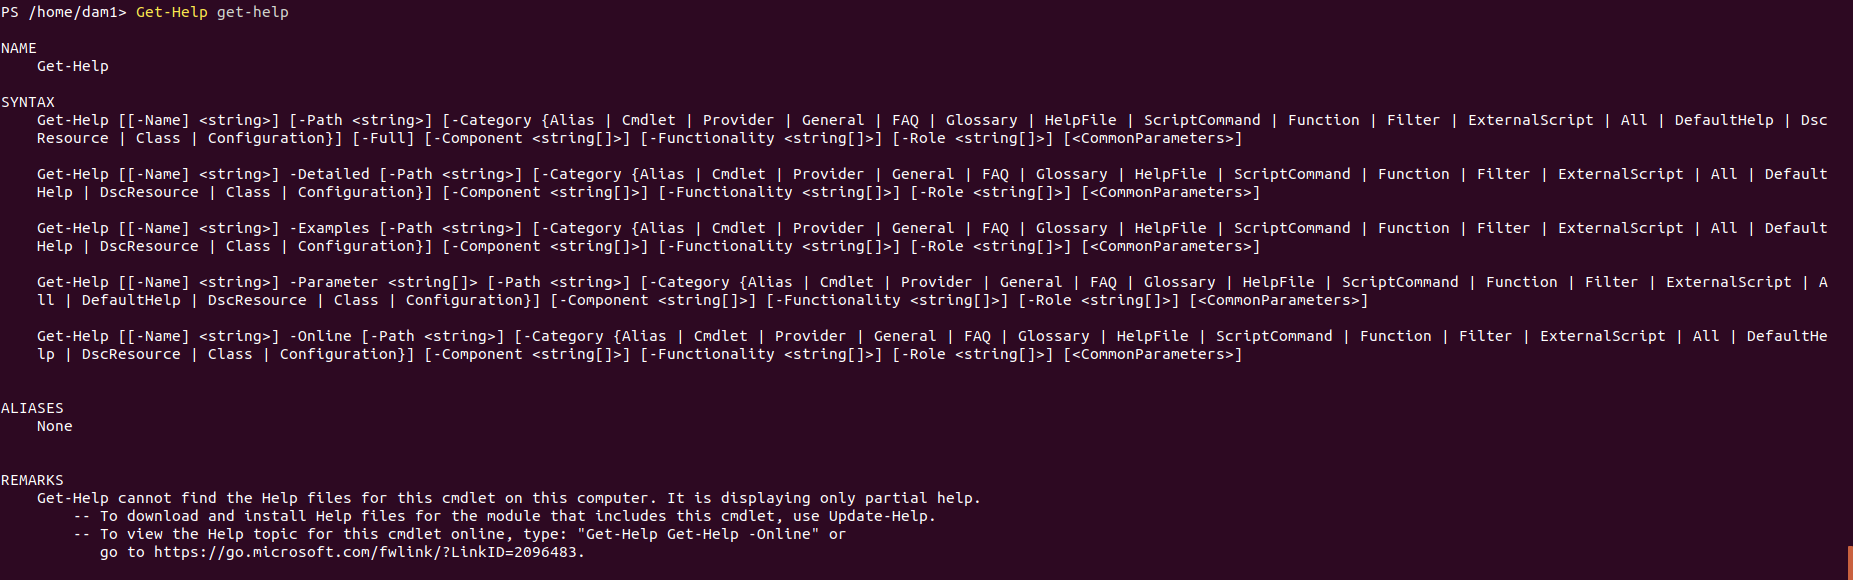 PS /home/dam1> Get-Help get-help
NAME
Get-Help
SYNTAX
Get-Help [[-Name] <string>] [-Path <string>] [-Category {Alias | Cmdlet | Provider | General | FAQ | Glossary | HelpFile | ScriptCommand | Function | Filter | ExternalScript | All | DefaultHelp | Dsc
Resource | Class | Configuration}] [-Full] [-Component <string[]>] [-Functionality <string[]>] [-Role <string[]>] [<CommonParameters>]
Get-Help [[-Name] <string>] -Detailed [-Path <string>] [-Category {Alias | Cmdlet | Provider | General | FAQ | Glossary | HelpFile | ScriptCommand | Function | Filter | ExternalScript | All | Default
Help | DscResource | Class | Configuration}] [-Component <string[]>] [-Functionality <string[]>] [-Role <string[]>] [<CommonParameters>]
Get-Help [[-Name] <string>] -Examples [-Path <string>] [-Category {Alias | Cmdlet | Provider | General | FAQ | Glossary | HelpFile | ScriptCommand | Function | Filter | ExternalScript | All | Default
Help | DscResource | Class | Configuration}] [-Component <string[]>] [-Functionality <string[]>] [-Role <string[]>] [<CommonParameters>]
Get-Help [[-Name] <string>] -Parameter <string[]> [-Path <string>] [-Category {Alias | Cmdlet | Provider | General | FAQ | Glossary | HelpFile | ScriptCommand | Function | Filter | ExternalScript | A
ll | DefaultHelp | DscResource | Class | Configuration}] [-Component <string[]>] [-Functionality <string[]>] [-Role <string[]>] [<CommonParameters>]
Get-Help [[-Name] <string>] -Online [-Path <string>] [-Category {Alias | Cmdlet | Provider | General | FAQ | Glossary | HelpFile | ScriptCommand | Function | Filter | ExternalScript | All | DefaultHe
lp | DscResource | Class | Configuration}] [-Component <string[]>] [-Functionality <string[]>] [-Role <string[]>] [<CommonParameters>]
ALIASES
None
REMARKS
Get-Help cannot find the Help files for this cmdlet on this computer. It is displaying only partial help.
-- To download and install Help files for the module that includes this cmdlet, use Update-Help.
-- To view the Help topic for this cmdlet online, type: "Get-Help Get-Help -Online" or
go to https://go.microsoft.com/fwlink/?LinkID=2096483.